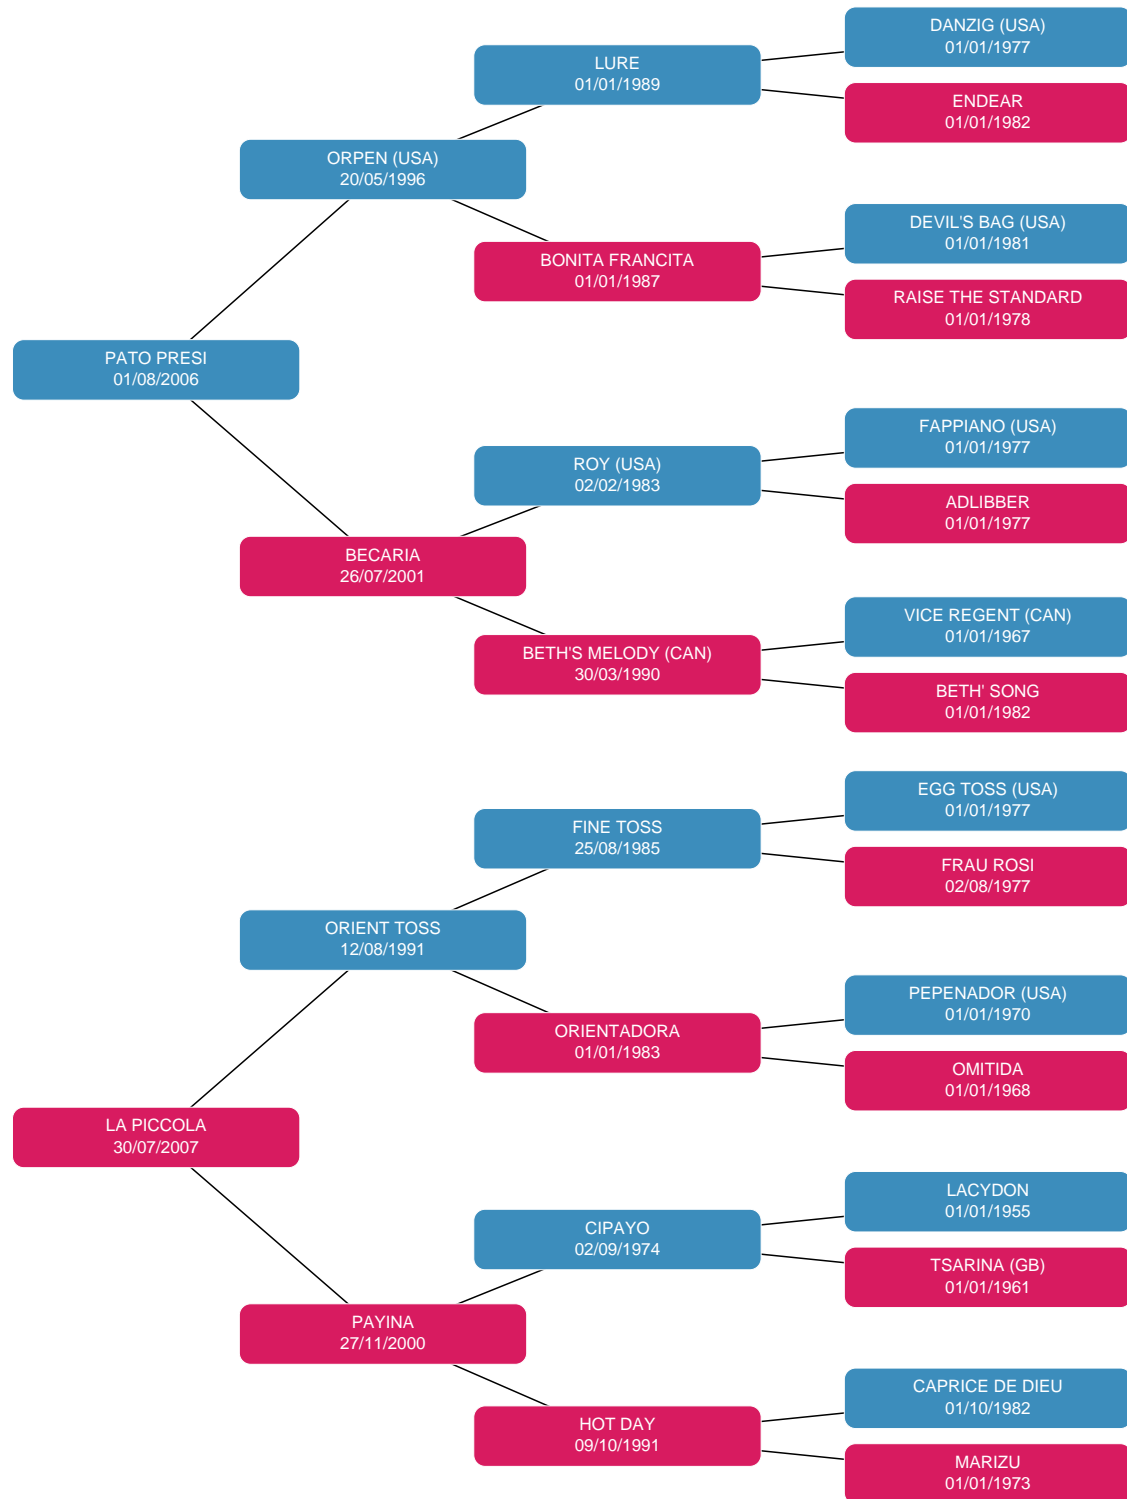 DANZIG (USA)
01/01/1977
LURE
01/01/1989
ENDEAR
01/01/1982
ORPEN (USA)
20/05/1996
DEVIL'S BAG (USA)
01/01/1981
BONITA FRANCITA
01/01/1987
RAISE THE STANDARD
01/01/1978
PATO PRESI
01/08/2006
FAPPIANO (USA)
01/01/1977
ROY (USA)
02/02/1983
ADLIBBER
01/01/1977
BECARIA
26/07/2001
VICE REGENT (CAN)
01/01/1967
BETH'S MELODY (CAN)
30/03/1990
BETH' SONG
01/01/1982
EGG TOSS (USA)
01/01/1977
FINE TOSS
25/08/1985
FRAU ROSI
02/08/1977
ORIENT TOSS
12/08/1991
PEPENADOR (USA)
01/01/1970
ORIENTADORA
01/01/1983
OMITIDA
01/01/1968
LA PICCOLA
30/07/2007
LACYDON
01/01/1955
CIPAYO
02/09/1974
TSARINA (GB)
01/01/1961
PAYINA
27/11/2000
CAPRICE DE DIEU
01/10/1982
HOT DAY
09/10/1991
MARIZU
01/01/1973